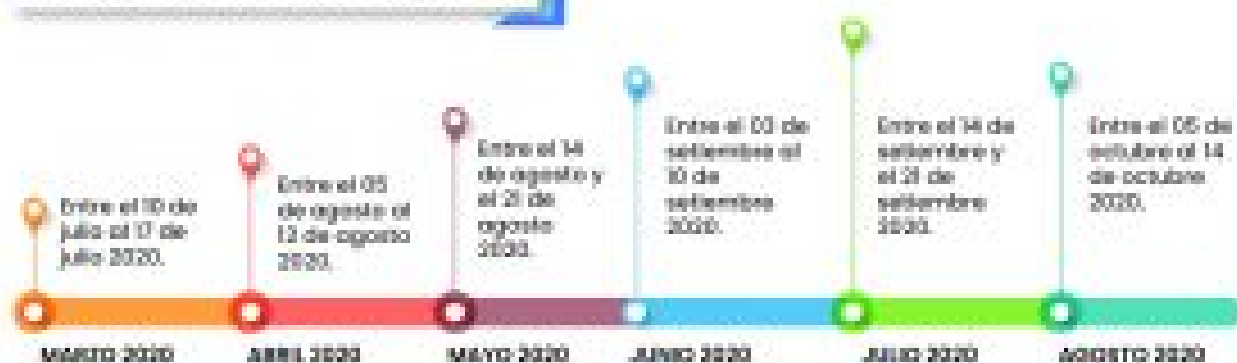 Entre el 10 de
julio al 17 de
julio 2020.
Entre el 05
de agosto al
13 de agosto
2020.
Entre el 14
de agosto y
el 21 de
agosto
2020.
Entre el 03 de
setiembre al
10 de
setiembre
2020.
Entre el 14 de
setiembre y
el 21 de
setiembre
2020.
Entre el 05 de
octubre al 14
de octubre
2020.
MARZO 2020
ABRIL 2020
MAYO 2020
JUNIO 2020
JULIO 2020
AGOSTO 2020